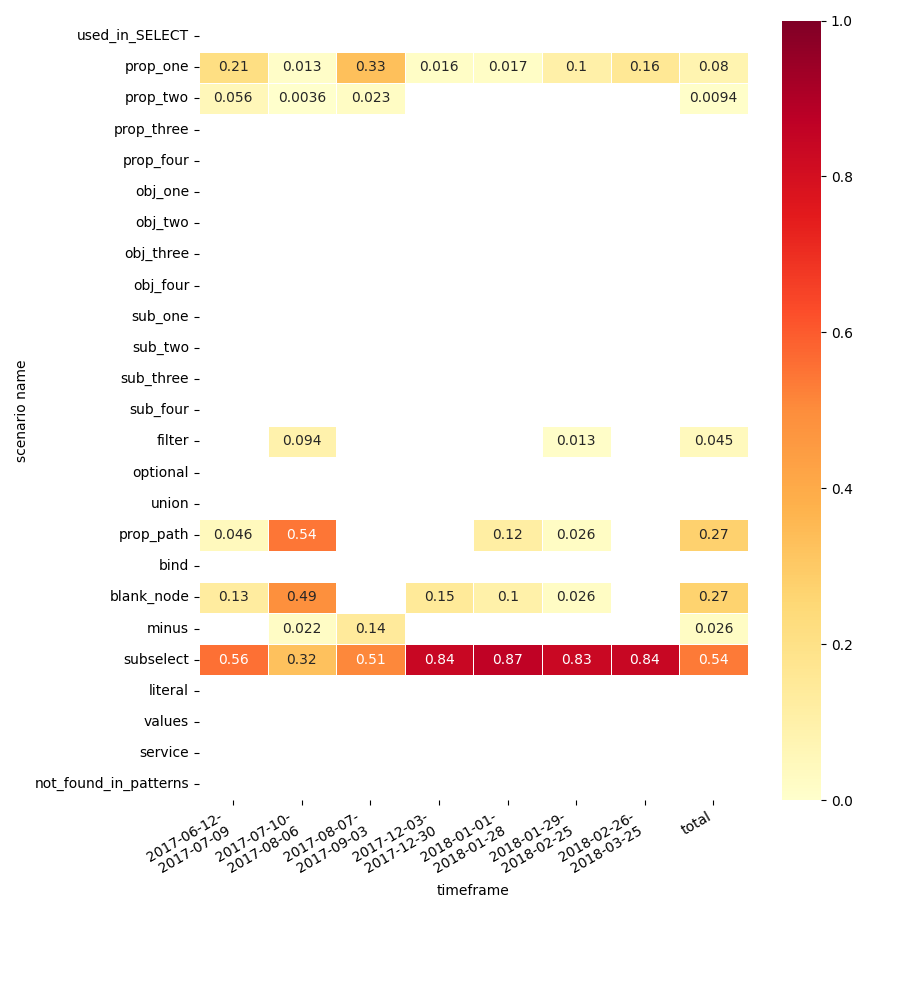 used_in_SELECT
prop_one 0.21 0.013 0.33 0.016 0.017 0.1 0.16 0.08
prop_two 0.056 0.0036 0.023 0.0094
prop_three
prop_four
obj_one
obj_two
obj_three
obj_four
sub_one
sub_two
sub_three
sub_four
filter 0.094 0.013 0.045
optional
union
prop_path 0.046 0.54 0.12 0.026 0.27
bind
blank_node 0.13 0.49 0.15 0.1 0.026 0.27
minus 0.022 0.14 0.026
subselect 0.56 0.32 0.51 0.84 0.87 0.83 0.84 0.54
literal
values
service
not_found_in_patterns
scenario name
2017-06-12-
2017-07-09
2017-07-10-
2017-08-06
2017-08-07-
2017-09-03
2017-12-03-
2017-12-30
2018-01-01-
2018-01-28
2018-01-29-
2018-02-25
2018-02-26-
2018-03-25
total
timeframe
1.0
0.8
0.6
0.4
0.2
0.0